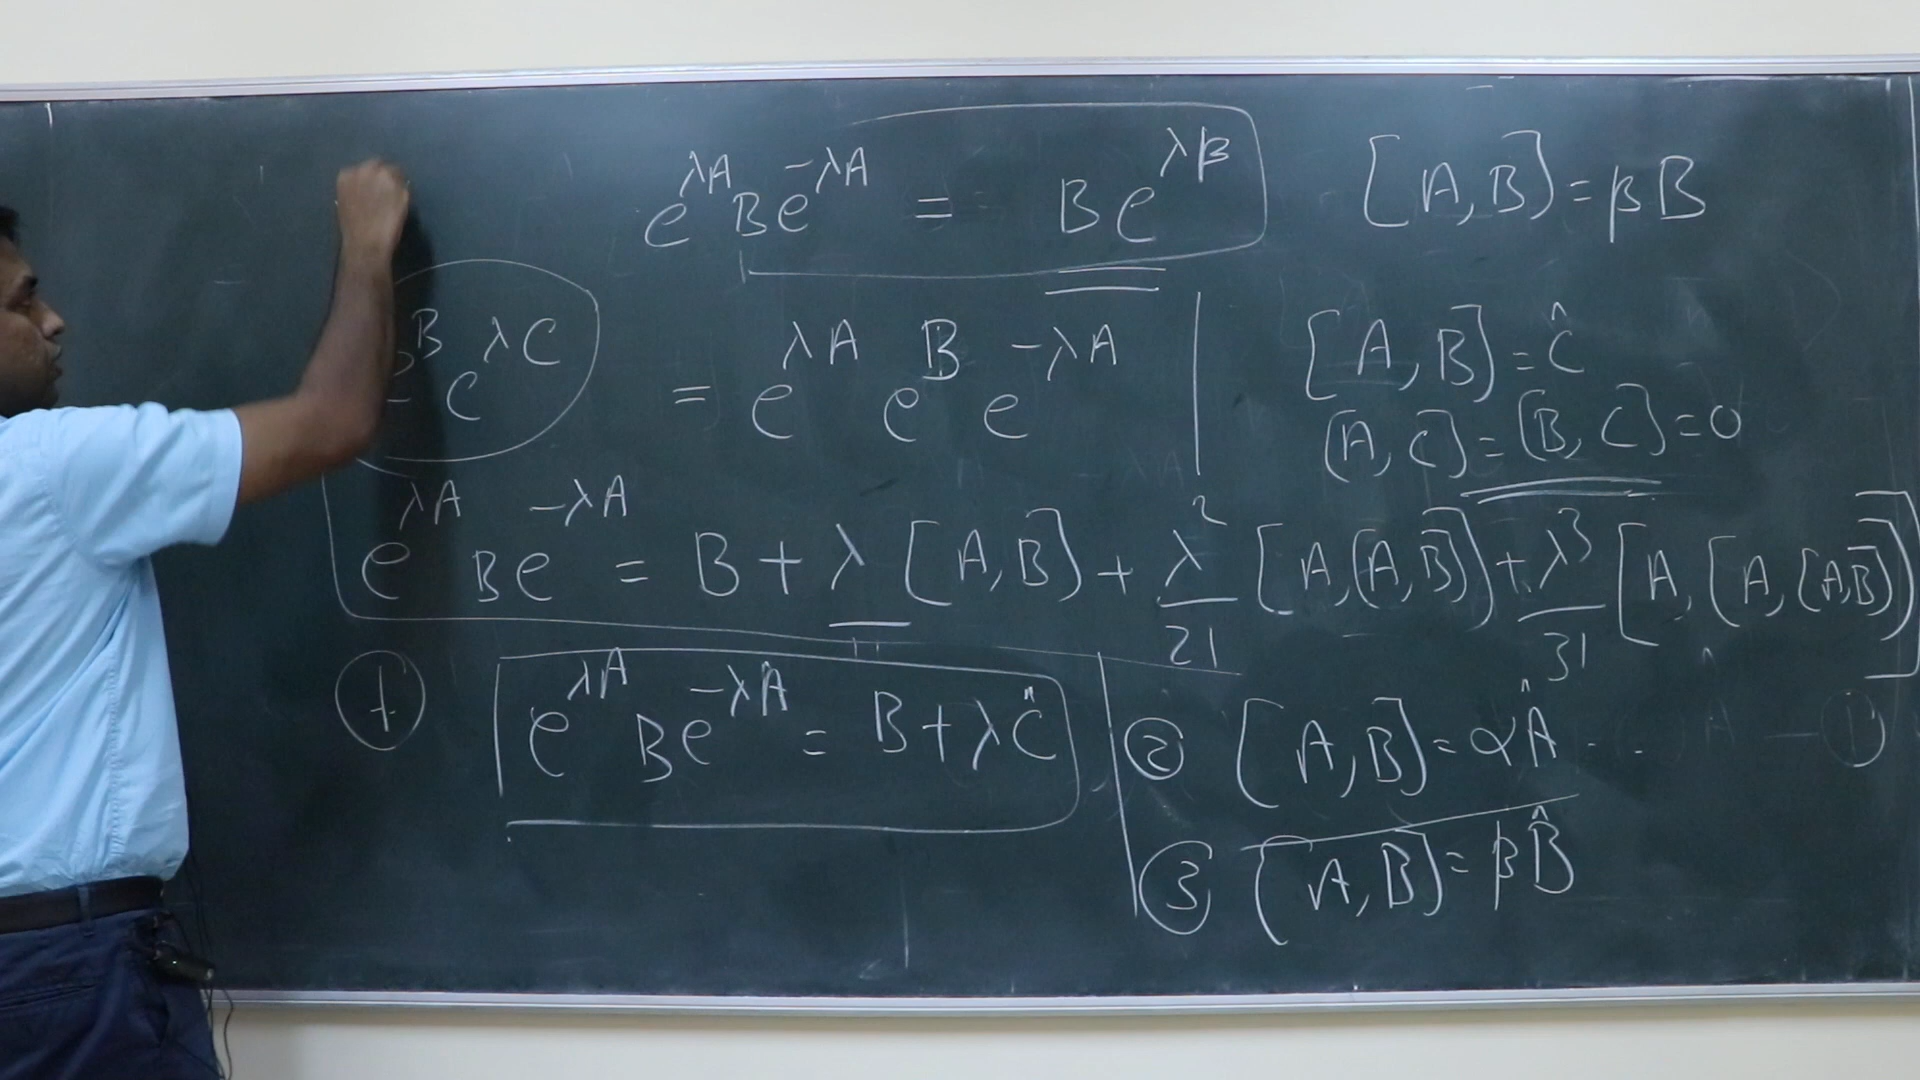 e^{λA} B e^{-λA} = B e^{λβ} [A,B] = βB
e^{B} e^{λC} = e^{λA} e^{B} e^{-λA} | [A,B] = Ĉ
[A,C] = [B,C] = 0
e^{λA} B e^{-λA} = B + λ/1! [A,B] + λ²/2! [A,[A,B]] + λ³/3! [A,[A,[A,B]]]
① e^{λA} B e^{-λA} = B + λĈ
② [A,B] = αÂ
③ [A,B] = βB̂